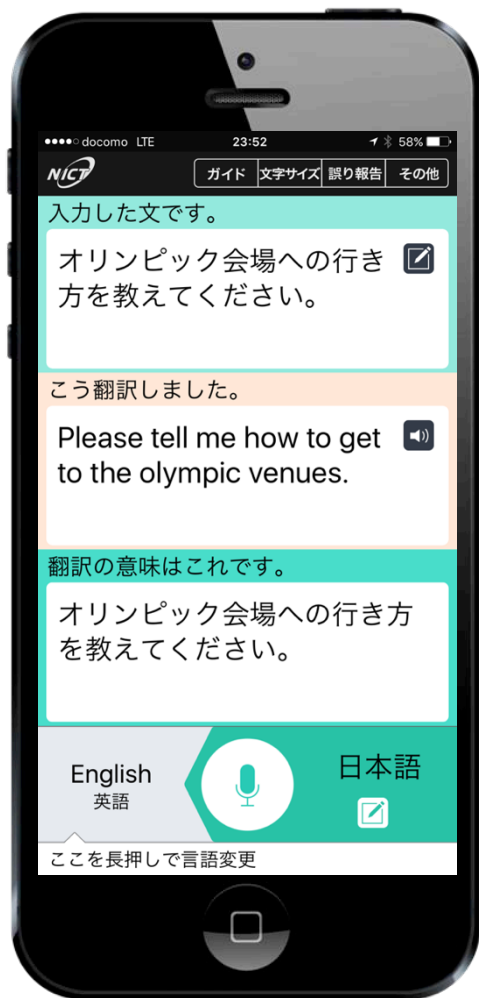 docomo LTE 23:52 58%
NICT ガイド 文字サイズ 誤り報告 その他
入力した文です。
オリンピック会場への行き
方を教えてください。
こう翻訳しました。
Please tell me how to get
to the olympic venues.
翻訳の意味はこれです。
オリンピック会場への行き方
を教えてください。
English 日本語
英語
ここを長押しで言語変更